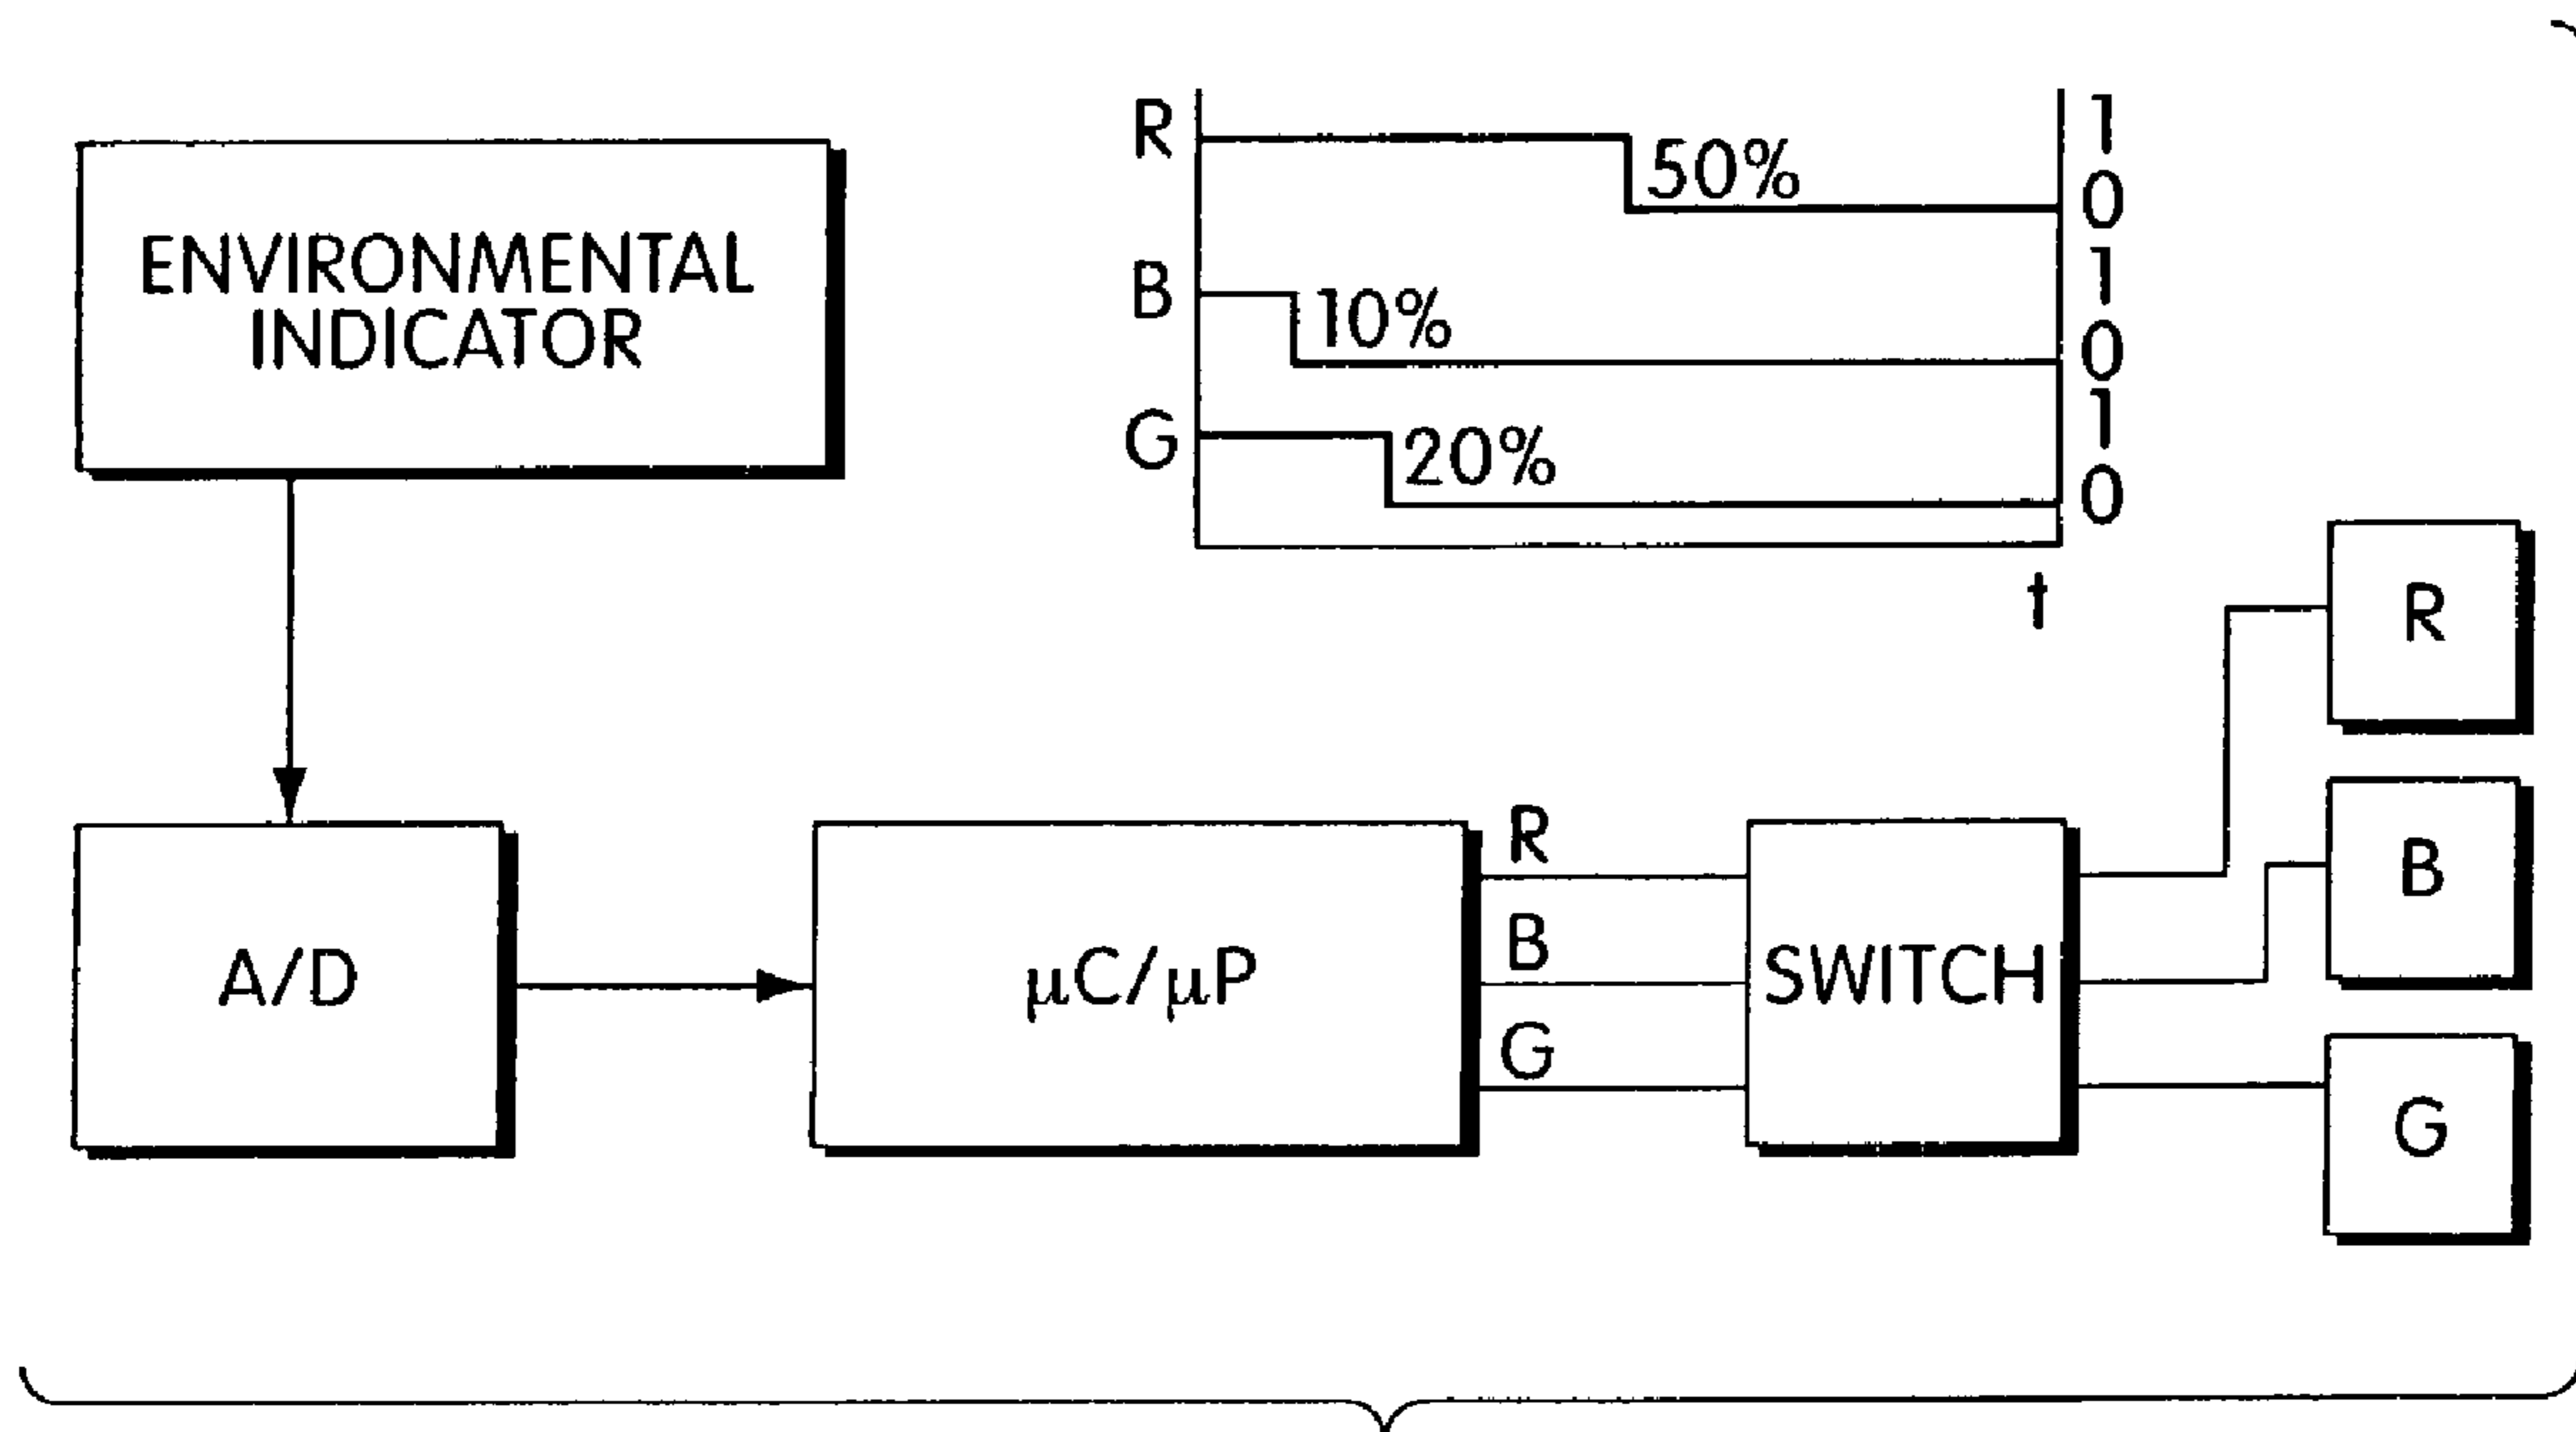 ENVIRONMENTAL
INDICATOR
R
50%
1
0
B
10%
1
0
G
20%
1
0
t
A/D
μC/μP
R
B
G
SWITCH
R
B
G